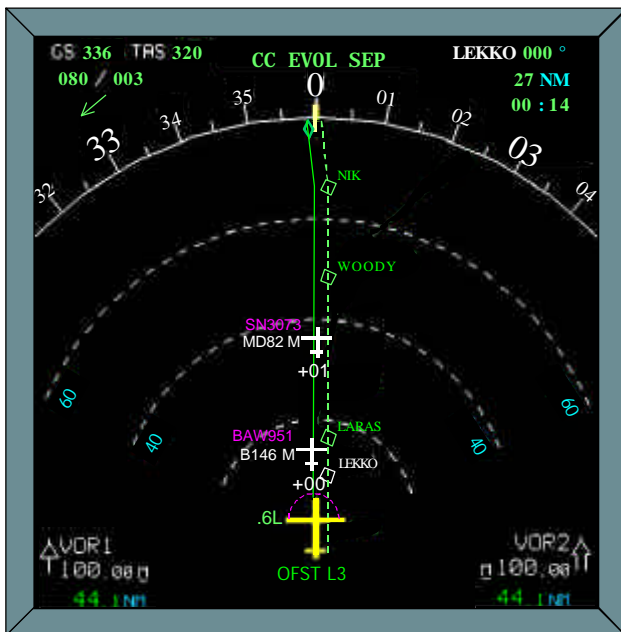 GS 336 TAS 320
CC EVOL SEP
LEKKO 000 °
080 / 003
27 NM
00 : 14
0
35
01
33
02
03
32
04
NIK
WOODY
SN3073
MD82 M
+01
60
60
40
40
BAW951
B146 M
LARAS
LEKKO
+00
.6L
VOR1
VOR2
100.00
100.00
OFST L3
44.1NM
44.1NM